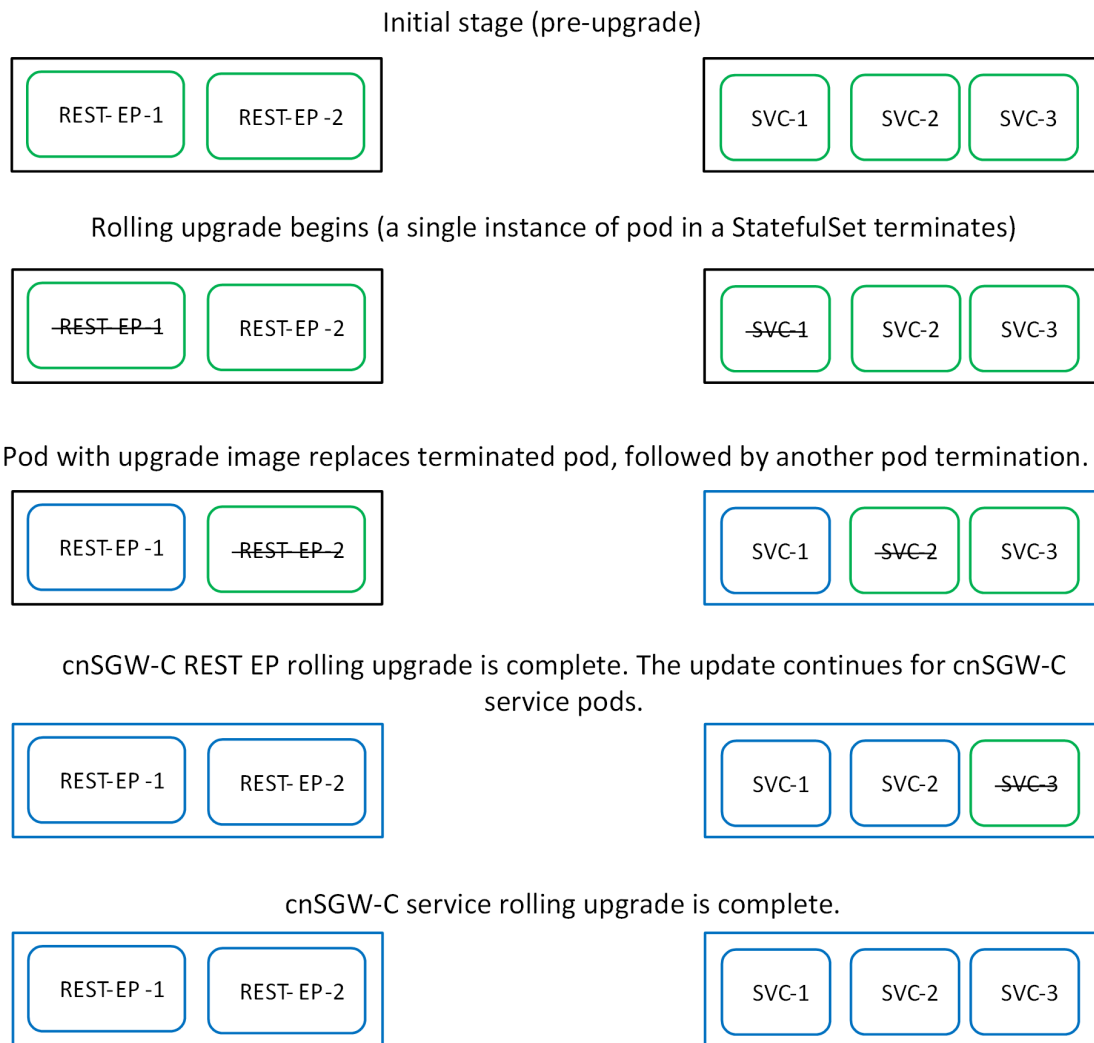 Initial stage (pre-upgrade)
REST- EP -1
REST-EP -2
SVC-1
SVC-2
SVC-3
Rolling upgrade begins (a single instance of pod in a StatefulSet terminates)
REST- EP -1
REST-EP -2
SVC-1
SVC-2
SVC-3
Pod with upgrade image replaces terminated pod, followed by another pod termination.
REST-EP -1
REST- EP -2
SVC-1
SVC-2
SVC-3
cnSGW-C REST EP rolling upgrade is complete. The update continues for cnSGW-C
service pods.
REST-EP -1
REST- EP -2
SVC-1
SVC-2
SVC-3
cnSGW-C service rolling upgrade is complete.
REST-EP -1
REST- EP -2
SVC-1
SVC-2
SVC-3